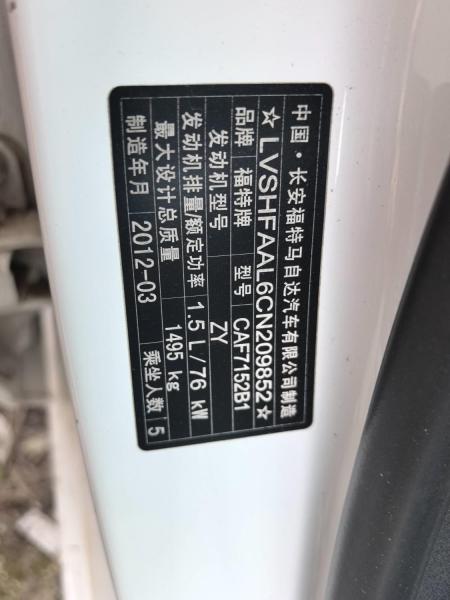 中国·长安福特马自达汽车有限公司制造
☆LVSHFAAL6CN209852☆
品牌 福特牌 型号 CAF7152B1
发动机型号 ZY
发动机排量/额定功率 1.5 L/76 kW
最大设计总质量 1495 kg
制造年月 2012-03 乘坐人数 5